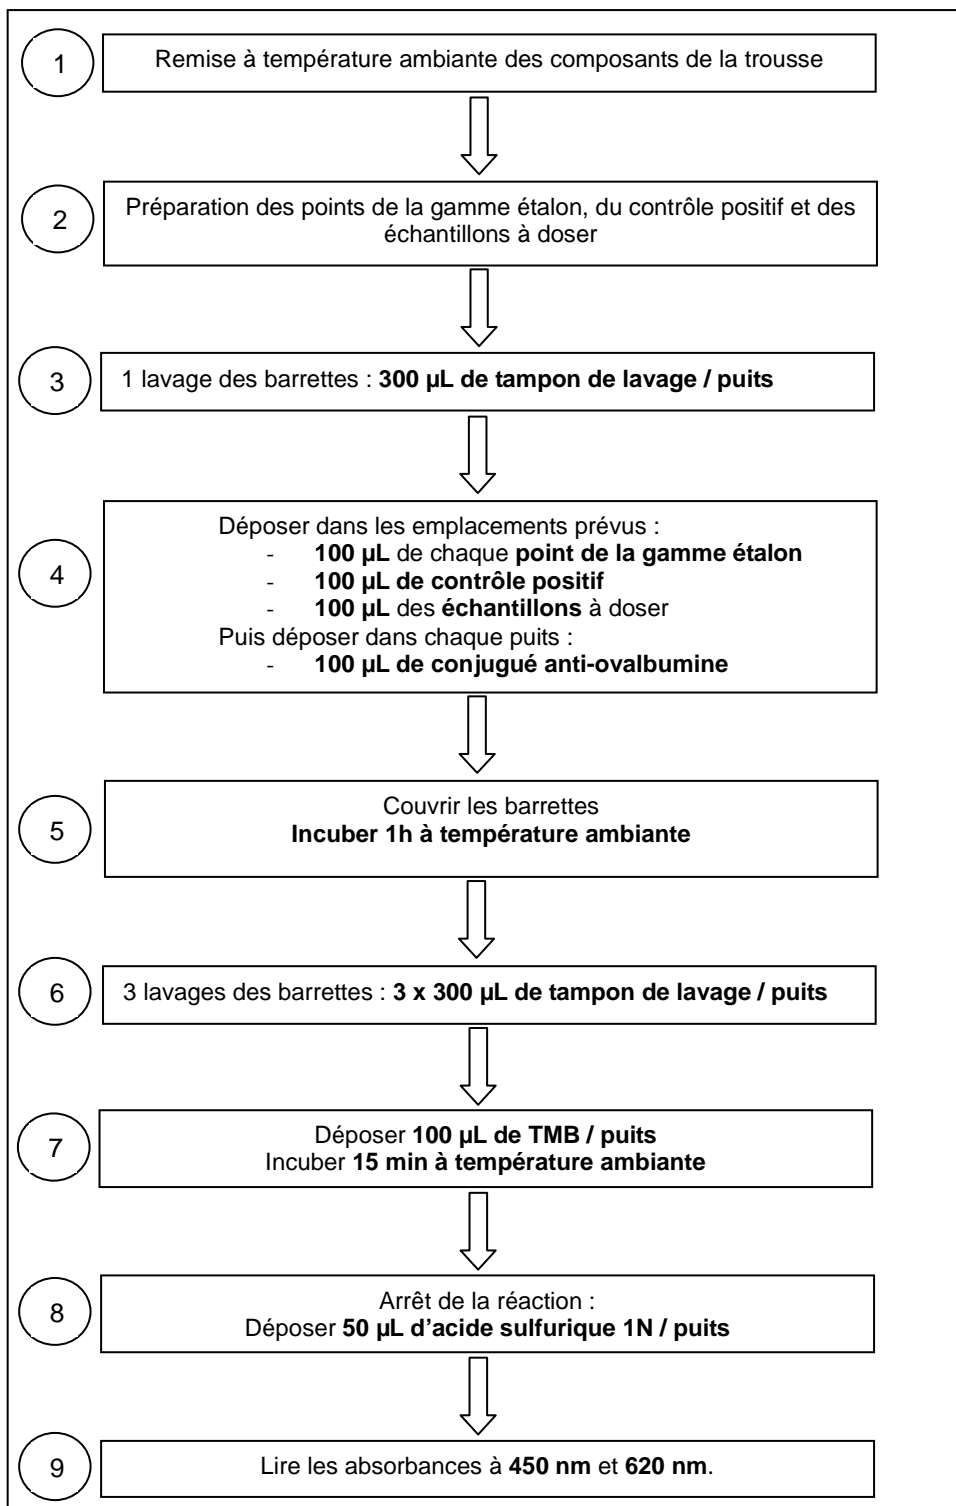 1
Remise à température ambiante des composants de la trousse
2
Préparation des points de la gamme étalon, du contrôle positif et des
échantillons à doser
3
1 lavage des barrettes : 300 µL de tampon de lavage / puits
4
Déposer dans les emplacements prévus :
- 100 µL de chaque point de la gamme étalon
- 100 µL de contrôle positif
- 100 µL des échantillons à doser
Puis déposer dans chaque puits :
- 100 µL de conjugué anti-ovalbumine
5
Couvrir les barrettes
Incuber 1h à température ambiante
6
3 lavages des barrettes : 3 x 300 µL de tampon de lavage / puits
7
Déposer 100 µL de TMB / puits
Incuber 15 min à température ambiante
8
Arrêt de la réaction :
Déposer 50 µL d'acide sulfurique 1N / puits
9
Lire les absorbances à 450 nm et 620 nm.